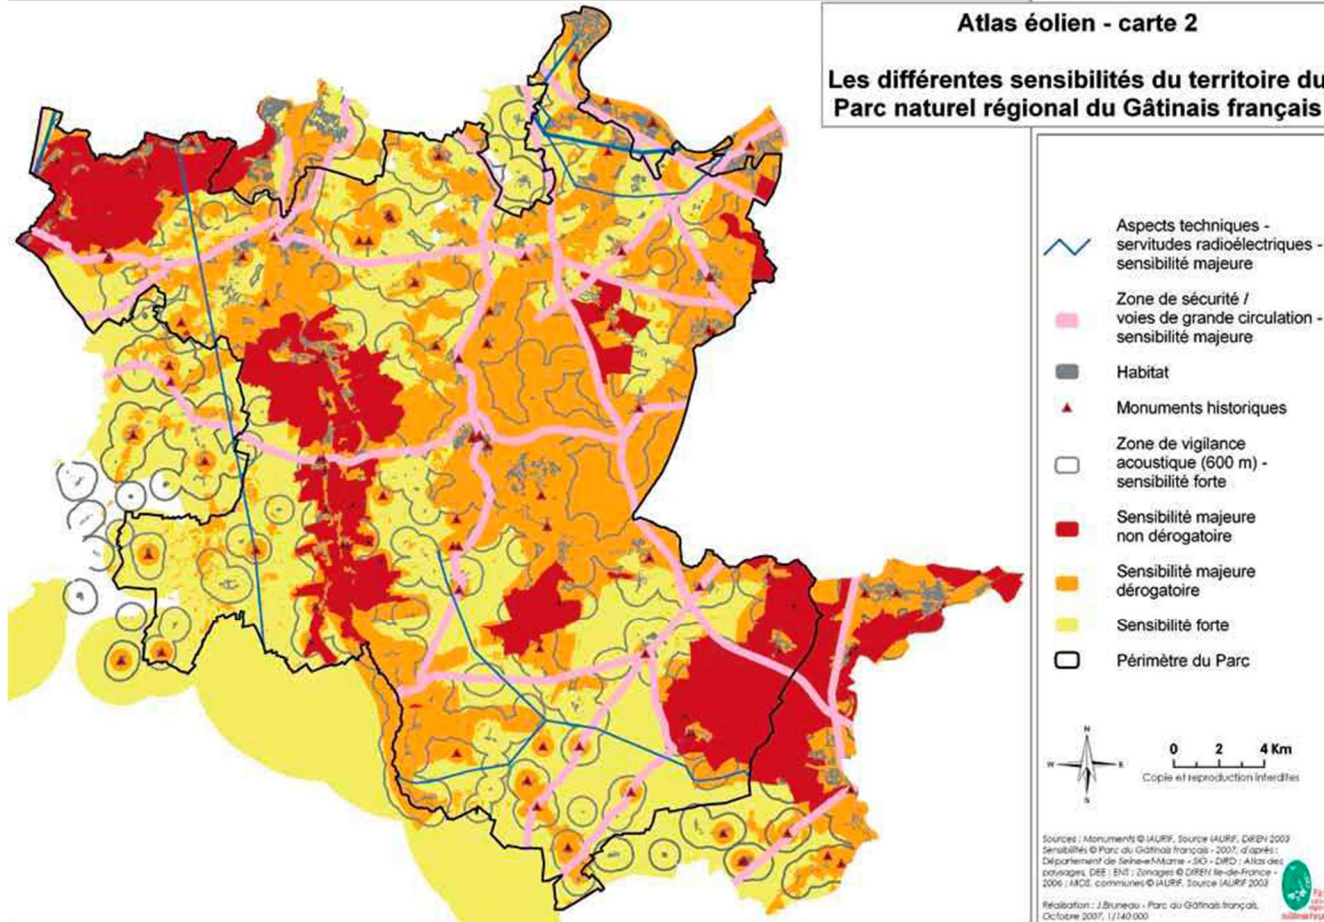 Atlas éolien - carte 2
Les différentes sensibilités du territoire du
Parc naturel régional du Gâtinais français
Aspects techniques -
servitudes radioélectriques -
sensibilité majeure
Zone de sécurité /
voies de grande circulation -
sensibilité majeure
Habitat
Monuments historiques
Zone de vigilance
acoustique (600 m) -
sensibilité forte
Sensibilité majeure
non dérogatoire
Sensibilité majeure
dérogatoire
Sensibilité forte
Périmètre du Parc
N
W E
S
0 2 4 Km
Copie et reproduction interdites
Sources : Monuments © IAURIF, Source IAURIF, DIREN 2003
Sensibilités © Parc du Gâtinais français - 2007, d'après :
Département de Seine-et-Marne - SIG - DPD : Atlas des
paysages, DEE : ENS ; Zonages © DIREN Ile-de-France -
2006 ; MOS, communes © IAURIF, Source IAURIF 2003
Réalisation : J.Bruneau - Parc du Gâtinais français,
Octobre 2007, 1/140 000